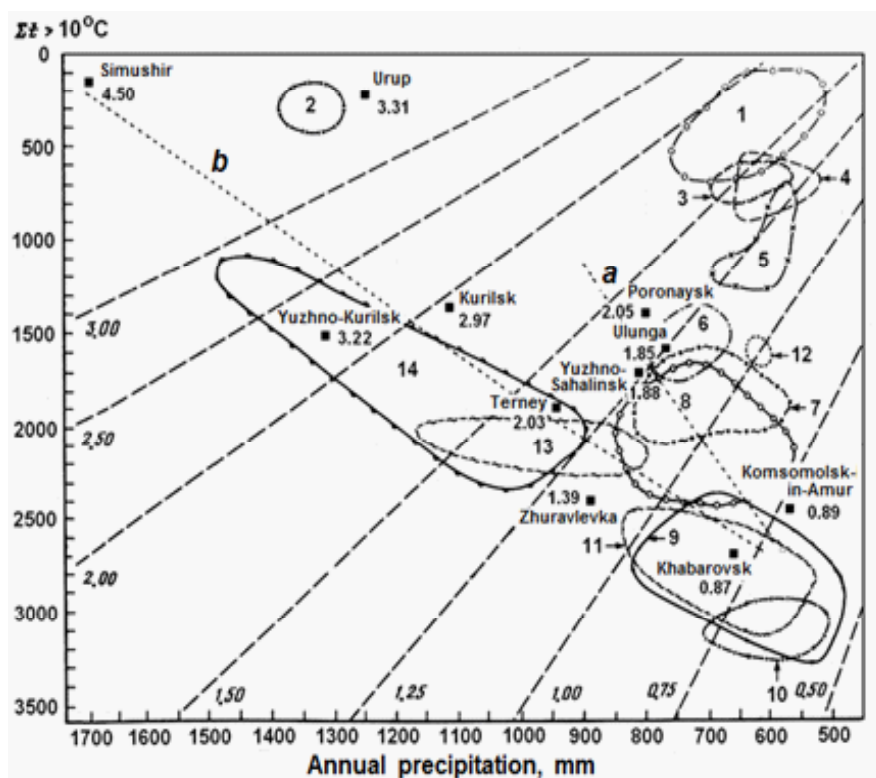 Σt > 10°C
0
500
1000
1500
2000
2500
3000
3500
Simushir
4.50
2
Urup
3.31
1
b
3
4
5
a
Poronaysk
2.05
Kurilsk
2.97
6
Ulunga
1.85
12
3,00
Yuzhno-Kurilsk
3.22
14
Yuzhno-
Sahalinsk
1.88
8
7
2,50
Terney
2.03
13
Komsomolsk-
in-Amur
0.89
1.39
Zhuravlevka
11
9
Khabarovsk
0.87
2,00
10
1,50
1,25
1,00
0,75
0,50
1700 1600 1500 1400 1300 1200 1100 1000 900 800 700 600 500 450
Annual precipitation, mm